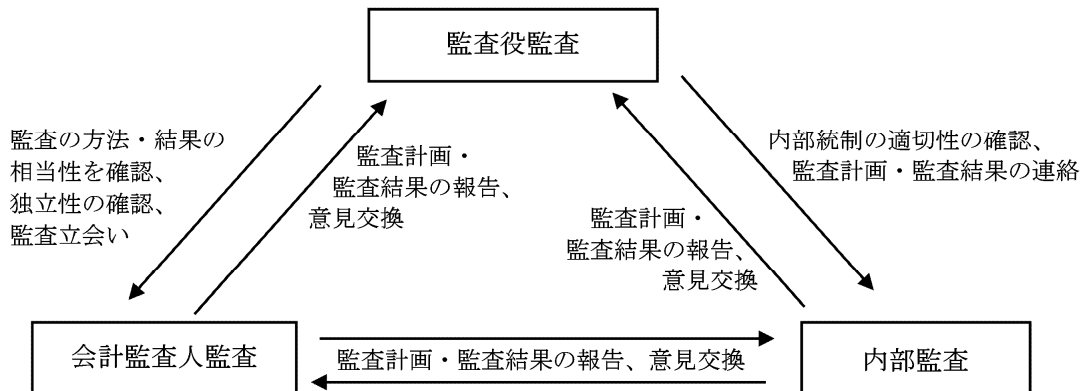 監査役監査
監査の方法・結果の
相当性を確認、
独立性の確認、
監査立会い
監査計画・
監査結果の報告、
意見交換
監査計画・
監査結果の報告、
意見交換
内部統制の適切性の確認、
監査計画・監査結果の連絡
会計監査人監査
監査計画・監査結果の報告、意見交換
内部監査